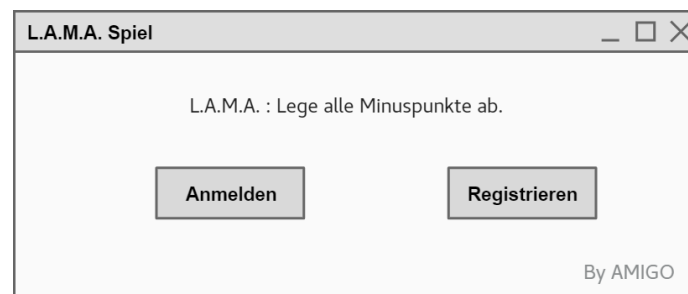 L.A.M.A. Spiel
L.A.M.A. : Lege alle Minuspunkte ab.
Anmelden
Registrieren
By AMIGO